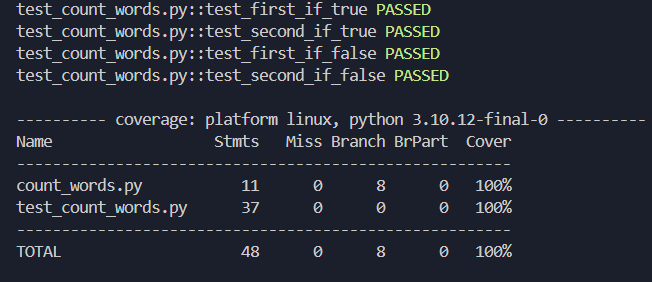 test_count_words.py::test_first_if_true PASSED
test_count_words.py::test_second_if_true PASSED
test_count_words.py::test_first_if_false PASSED
test_count_words.py::test_second_if_false PASSED
---------- coverage: platform linux, python 3.10.12-final-0 ----------
Name                  Stmts   Miss Branch BrPart  Cover
-------------------------------------------------------
count_words.py           11      0      8      0   100%
test_count_words.py      37      0      0      0   100%
-------------------------------------------------------
TOTAL                    48      0      8      0   100%